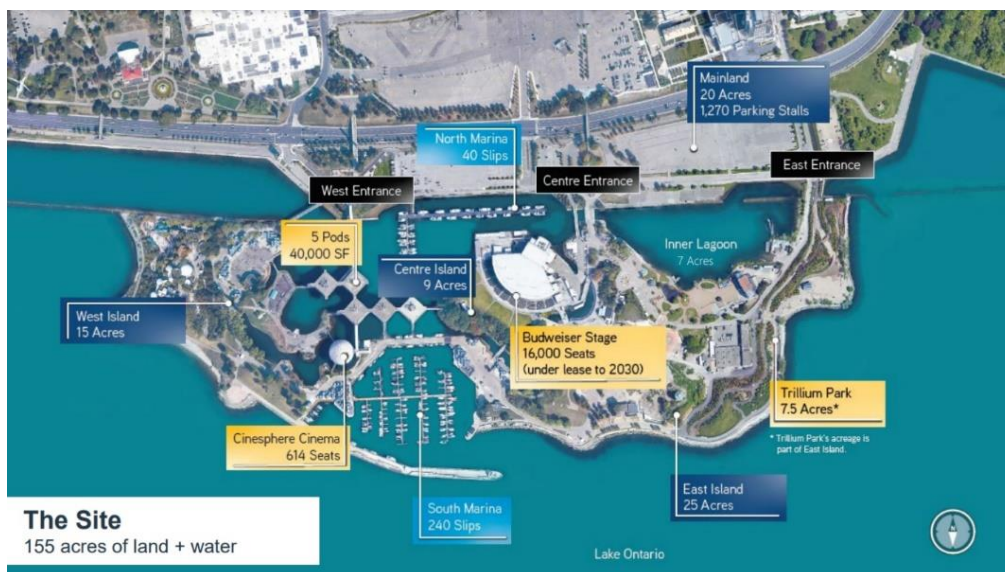 Mainland
20 Acres
1,270 Parking Stalls
North Marina
40 Slips
East Entrance
West Entrance
Centre Entrance
5 Pods
40,000 SF
Inner Lagoon
7 Acres
Centre Island
9 Acres
West Island
15 Acres
Budweiser Stage
16,000 Seats
(under lease to 2030)
Trillium Park
7.5 Acres*
* Trillium Park's acreage is
part of East Island.
Cinesphere Cinema
614 Seats
East Island
25 Acres
South Marina
240 Slips
The Site
155 acres of land + water
Lake Ontario